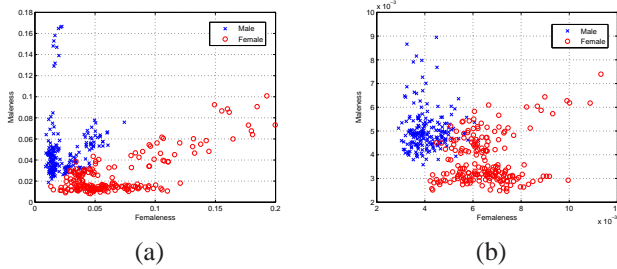 0.18
0.16
0.14
0.12
0.1
0.08
0.06
0.04
0.02
0
0
0.05
0.1
0.15
0.2
Maleness
Femaleness
Male
Female
(a)
x 10⁻³
9
8
7
6
5
4
3
2
2
4
6
8
10
12
x 10⁻³
Maleness
Femaleness
Male
Female
(b)